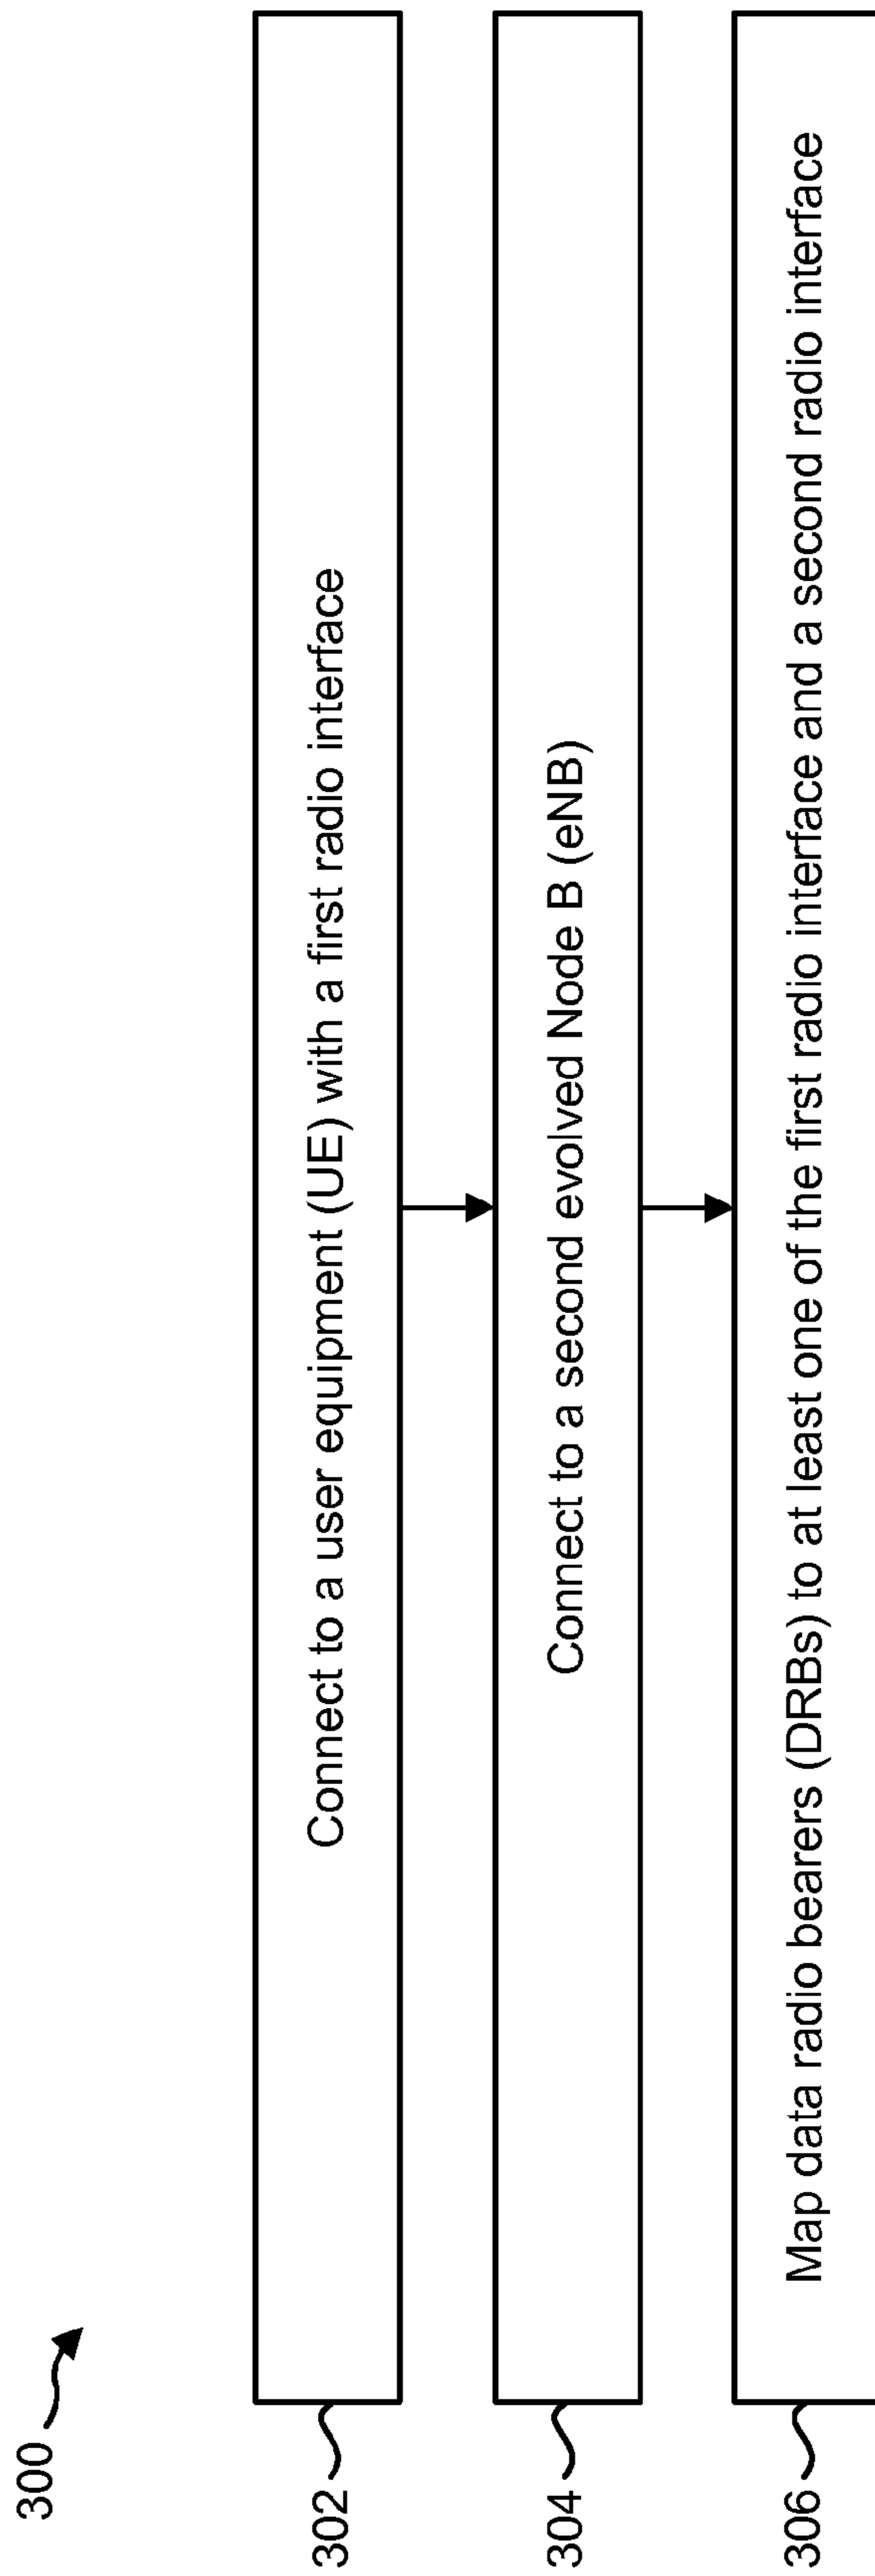 300
302
Connect to a user equipment (UE) with a first radio interface
304
Connect to a second evolved Node B (eNB)
306
Map data radio bearers (DRBs) to at least one of the first radio interface and a second radio interface